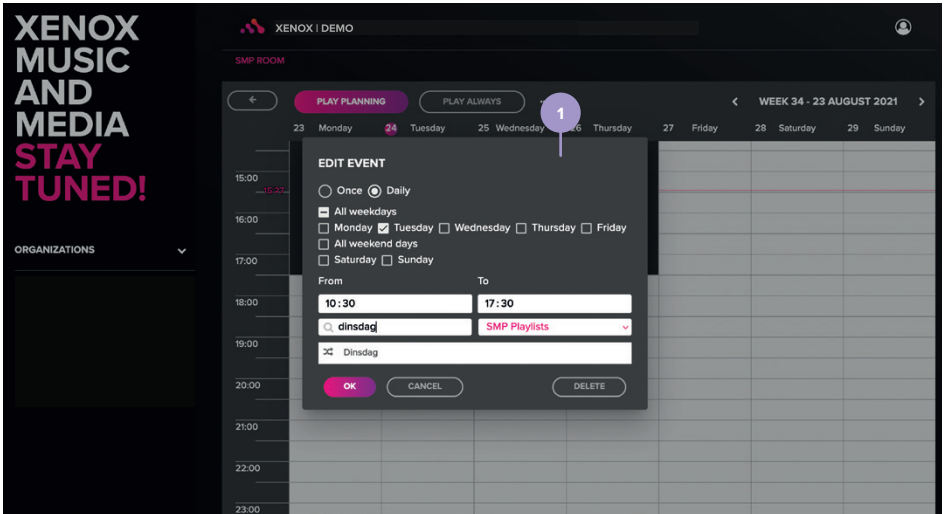 XENOX
MUSIC
AND
MEDIA
STAY
TUNED!
ORGANIZATIONS
XENOX | DEMO
SMP ROOM
PLAY PLANNING
PLAY ALWAYS
WEEK 34 - 23 AUGUST 2021
23 Monday 24 Tuesday 25 Wednesday 26 Thursday 27 Friday 28 Saturday 29 Sunday
1
EDIT EVENT
Once Daily
All weekdays
Monday Tuesday Wednesday Thursday Friday
All weekend days
Saturday Sunday
From To
10:30 17:30
dinsdag SMP Playlists
Dinsdag
OK CANCEL DELETE
15:00
15:27
16:00
17:00
18:00
19:00
20:00
21:00
22:00
23:00